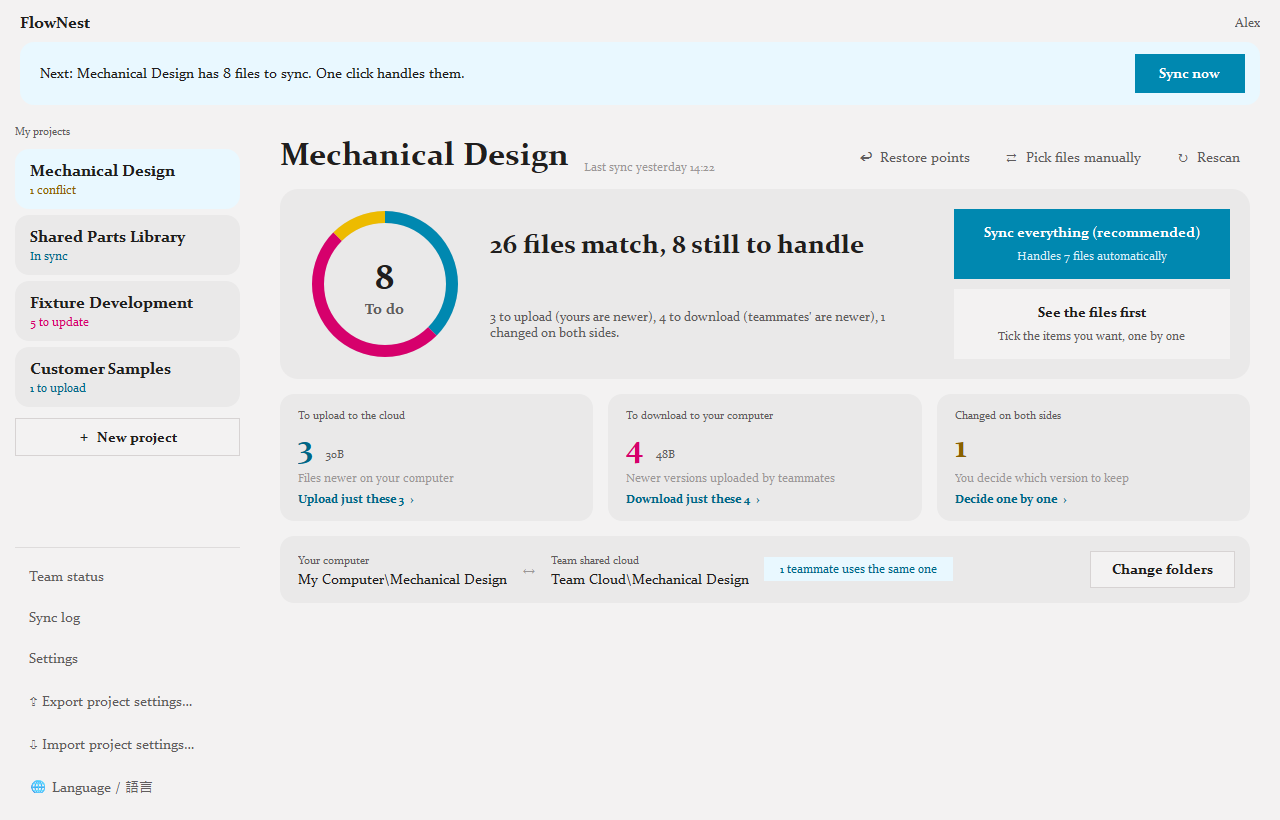 FlowNest
Alex
Next: Mechanical Design has 8 files to sync. One click handles them.
Sync now
My projects
Mechanical Design
1 conflict
Shared Parts Library
In sync
Fixture Development
5 to update
Customer Samples
1 to upload
+ New project
Team status
Sync log
Settings
⇧ Export project settings...
⇩ Import project settings...
🌐 Language / 語言
Mechanical Design
Last sync yesterday 14:22
↩ Restore points
⇄ Pick files manually
↻ Rescan
8
To do
26 files match, 8 still to handle
3 to upload (yours are newer), 4 to download (teammates' are newer), 1
changed on both sides.
Sync everything (recommended)
Handles 7 files automatically
See the files first
Tick the items you want, one by one
To upload to the cloud
3 30B
Files newer on your computer
Upload just these 3 ›
To download to your computer
4 48B
Newer versions uploaded by teammates
Download just these 4 ›
Changed on both sides
1
You decide which version to keep
Decide one by one ›
Your computer
My Computer\Mechanical Design
↔
Team shared cloud
Team Cloud\Mechanical Design
1 teammate uses the same one
Change folders